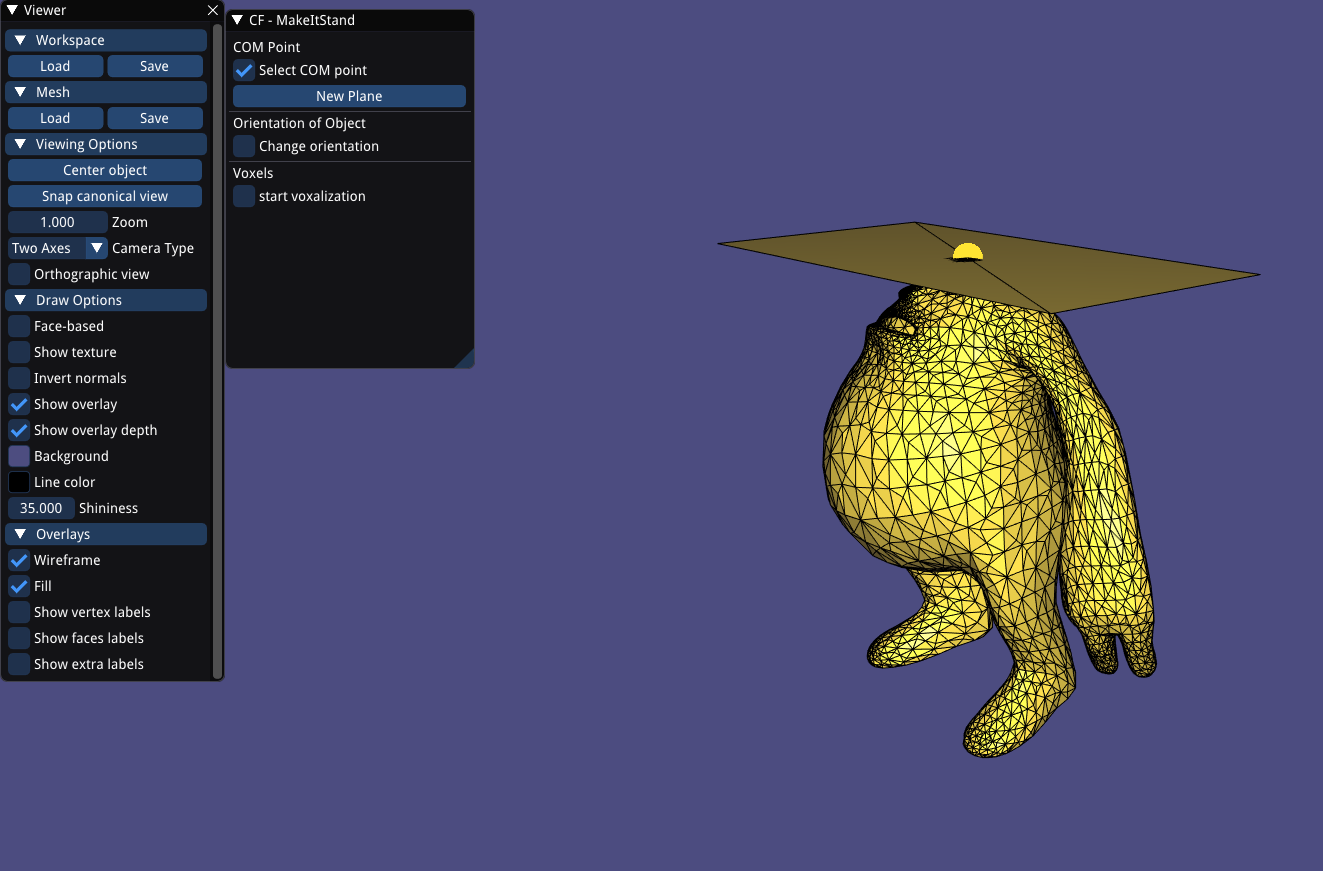 Viewer
Workspace
Load Save
Mesh
Load Save
Viewing Options
Center object
Snap canonical view
1.000 Zoom
Two Axes Camera Type
Orthographic view
Draw Options
Face-based
Show texture
Invert normals
Show overlay
Show overlay depth
Background
Line color
35.000 Shininess
Overlays
Wireframe
Fill
Show vertex labels
Show faces labels
Show extra labels
CF - MakeItStand
COM Point
Select COM point
New Plane
Orientation of Object
Change orientation
Voxels
start voxalization